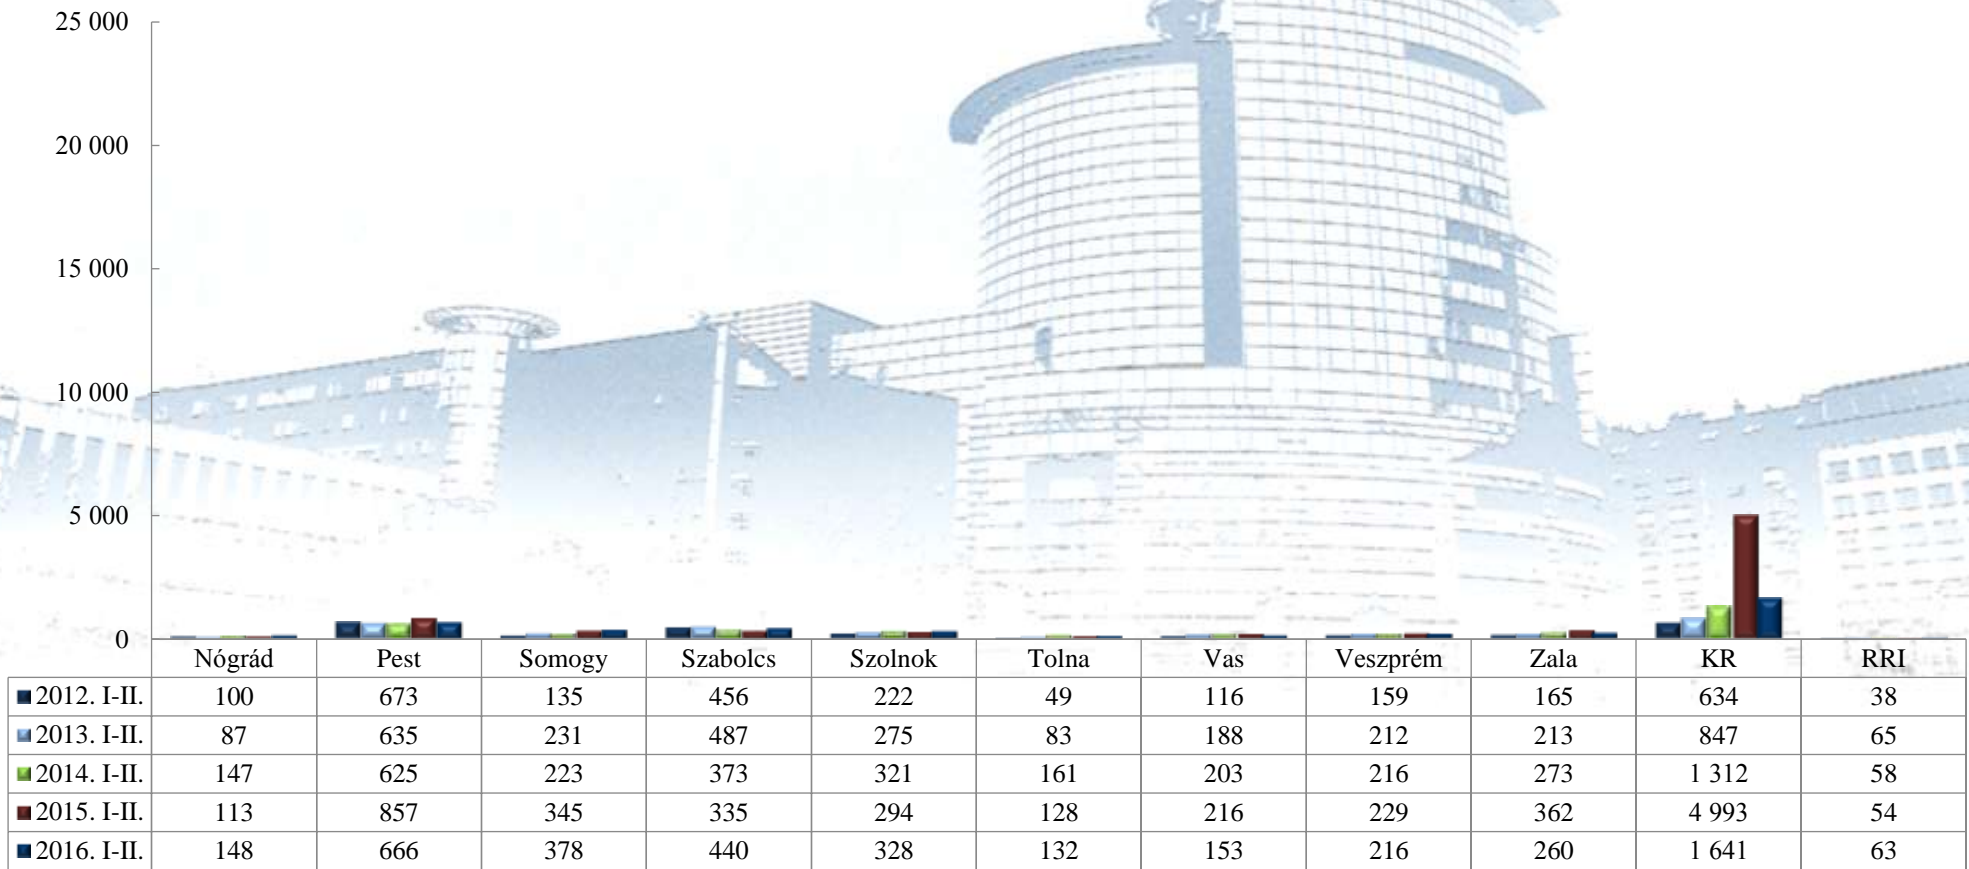 25 000
20 000
15 000
10 000
5 000
0
Nógrád Pest Somogy Szabolcs Szolnok Tolna Vas Veszprém Zala KR RRI
2012. I-II. 100 673 135 456 222 49 116 159 165 634 38
2013. I-II. 87 635 231 487 275 83 188 212 213 847 65
2014. I-II. 147 625 223 373 321 161 203 216 273 1 312 58
2015. I-II. 113 857 345 335 294 128 216 229 362 4 993 54
2016. I-II. 148 666 378 440 328 132 153 216 260 1 641 63